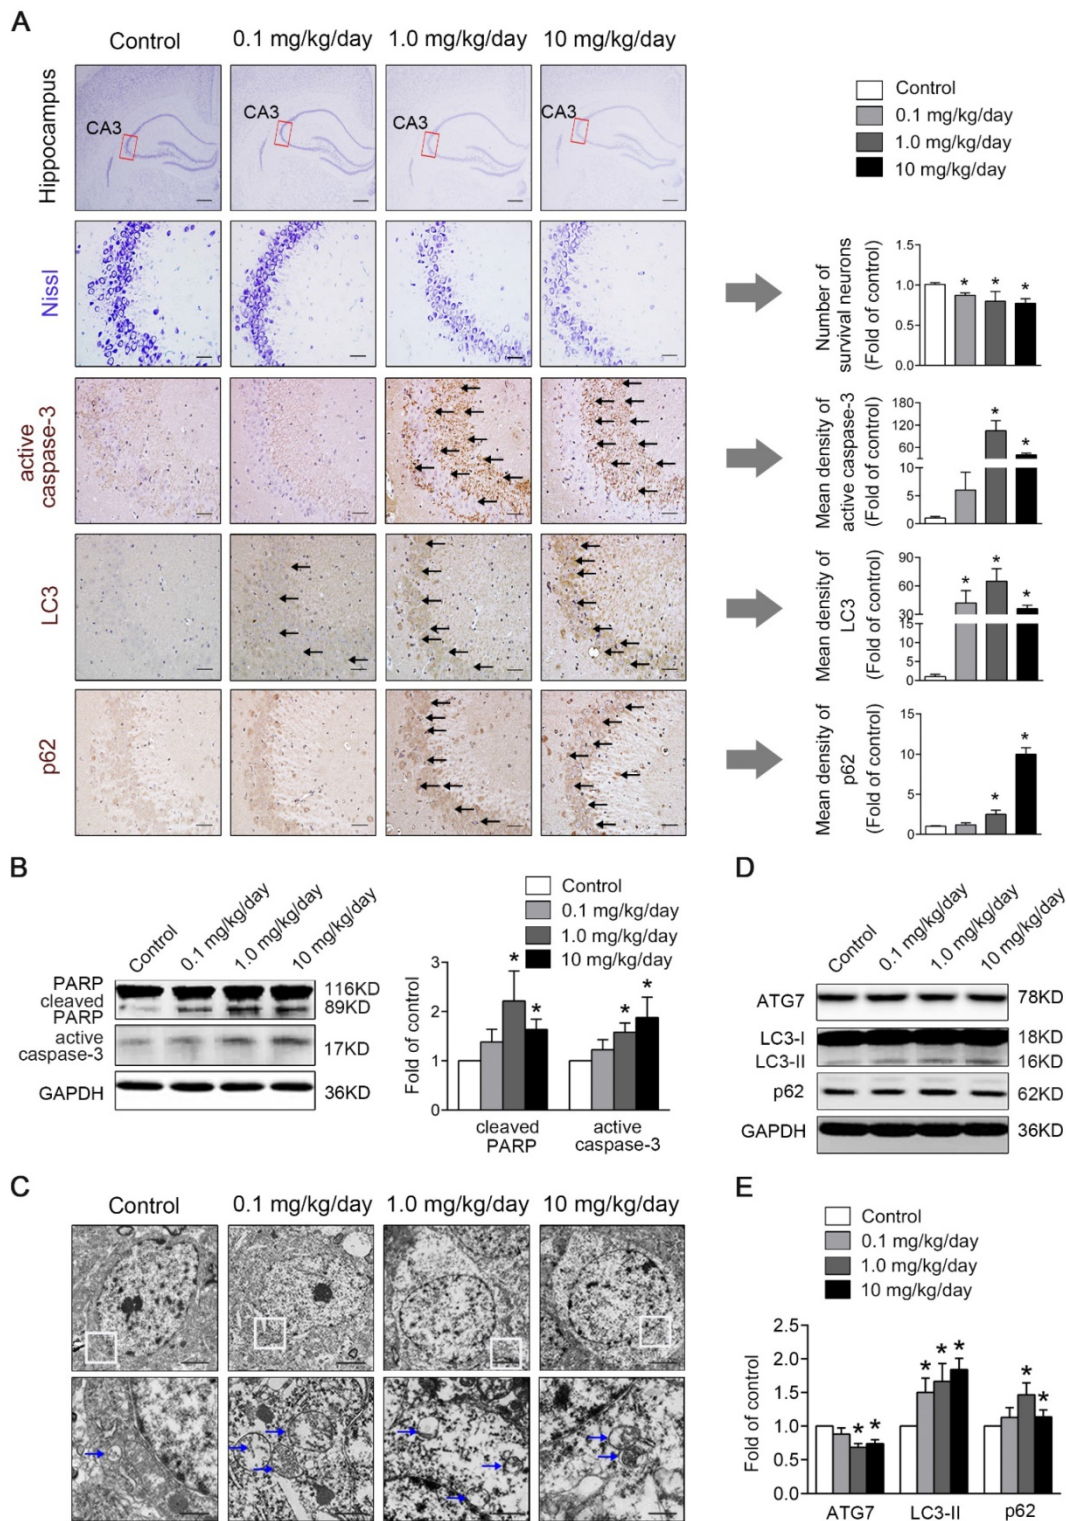 A
Control 0.1 mg/kg/day 1.0 mg/kg/day 10 mg/kg/day
Hippocampus
CA3 CA3 CA3 CA3
Control
0.1 mg/kg/day
1.0 mg/kg/day
10 mg/kg/day
Nissl
Number of
survival neurons
(Fold of control)
1.5
1.0
0.5
0.0
* * *
active
caspase-3
Mean density of
active caspase-3
(Fold of control)
180
120
60
10
5
0
* *
LC3
Mean density of
LC3
(Fold of control)
90
60
30
15
10
5
0
* * *
p62
Mean density of
p62
(Fold of control)
15
10
5
0
* *
B
Control 0.1 mg/kg/day 1.0 mg/kg/day 10 mg/kg/day
PARP 116KD
cleaved
PARP 89KD
active
caspase-3 17KD
GAPDH 36KD
Control
0.1 mg/kg/day
1.0 mg/kg/day
10 mg/kg/day
Fold of control
3
2
1
0
* * * *
cleaved
PARP
active
caspase-3
D
Control 0.1 mg/kg/day 1.0 mg/kg/day 10 mg/kg/day
ATG7 78KD
LC3-I 18KD
LC3-II 16KD
p62 62KD
GAPDH 36KD
C
Control 0.1 mg/kg/day 1.0 mg/kg/day 10 mg/kg/day
E
Control
0.1 mg/kg/day
1.0 mg/kg/day
10 mg/kg/day
Fold of control
2.5
2.0
1.5
1.0
0.5
0.0
* * * * * * *
ATG7 LC3-II p62